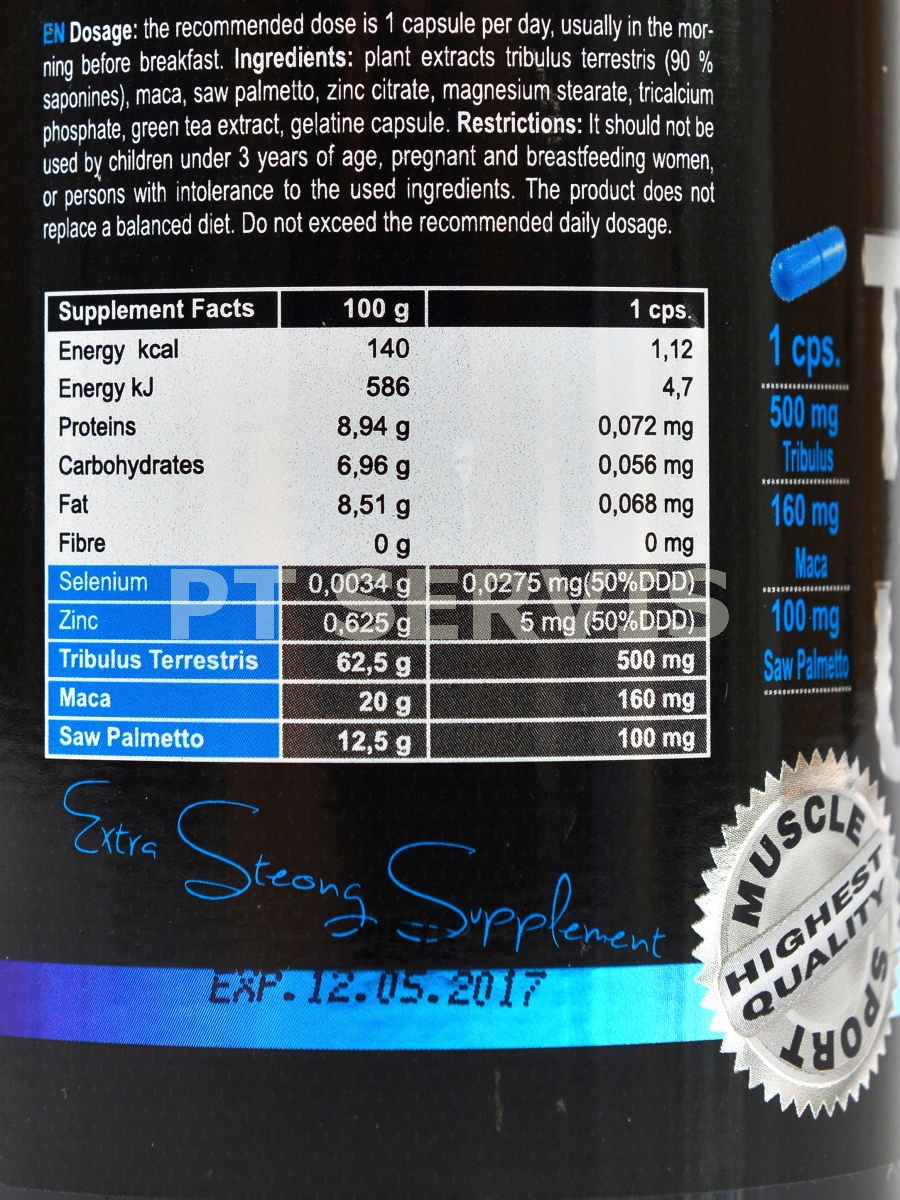 EN Dosage: the recommended dose is 1 capsule per day, usually in the mor-
ning before breakfast. Ingredients: plant extracts tribulus terrestris (90 %
saponines), maca, saw palmetto, zinc citrate, magnesium stearate, tricalcium
phosphate, green tea extract, gelatine capsule. Restrictions: It should not be
used by children under 3 years of age, pregnant and breastfeeding women,
or persons with intolerance to the used ingredients. The product does not
replace a balanced diet. Do not exceed the recommended daily dosage.
Supplement Facts 100 g 1 cps.
Energy kcal 140 1,12
Energy kJ 586 4,7
Proteins 8,94 g 0,072 mg
Carbohydrates 6,96 g 0,056 mg
Fat 8,51 g 0,068 mg
Fibre 0 g 0 mg
Selenium 0,0034 g 0,0275 mg(50%DDD)
Zinc 0,625 g 5 mg (50%DDD)
Tribulus Terrestris 62,5 g 500 mg
Maca 20 g 160 mg
Saw Palmetto 12,5 g 100 mg
PT SERVIS
1 cps.
500 mg
Tribulus
160 mg
Maca
100 mg
Saw Palmetto
Extra Strong Supplement
EXP.12.05.2017
MUSCLE
HIGHEST
QUALITY
SPORT